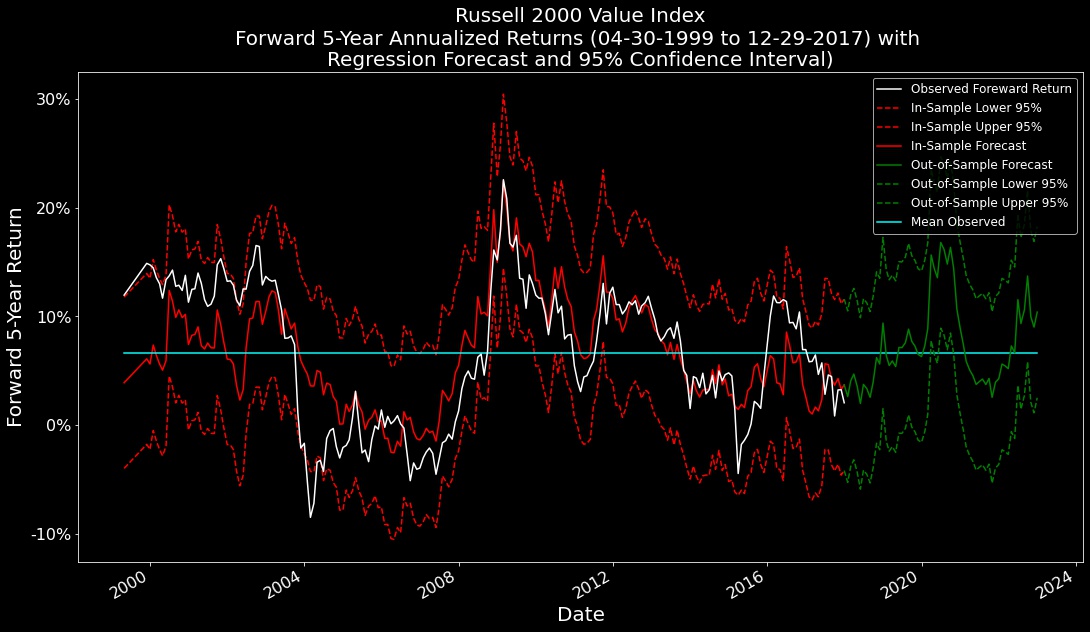 Russell 2000 Value Index
Forward 5-Year Annualized Returns (04-30-1999 to 12-29-2017) with
Regression Forecast and 95% Confidence Interval)
Observed Foreward Return
In-Sample Lower 95%
In-Sample Upper 95%
In-Sample Forecast
Out-of-Sample Forecast
Out-of-Sample Lower 95%
Out-of-Sample Upper 95%
Mean Observed
Forward 5-Year Return
30%
20%
10%
0%
-10%
2000
2004
2008
2012
2016
2020
2024
Date